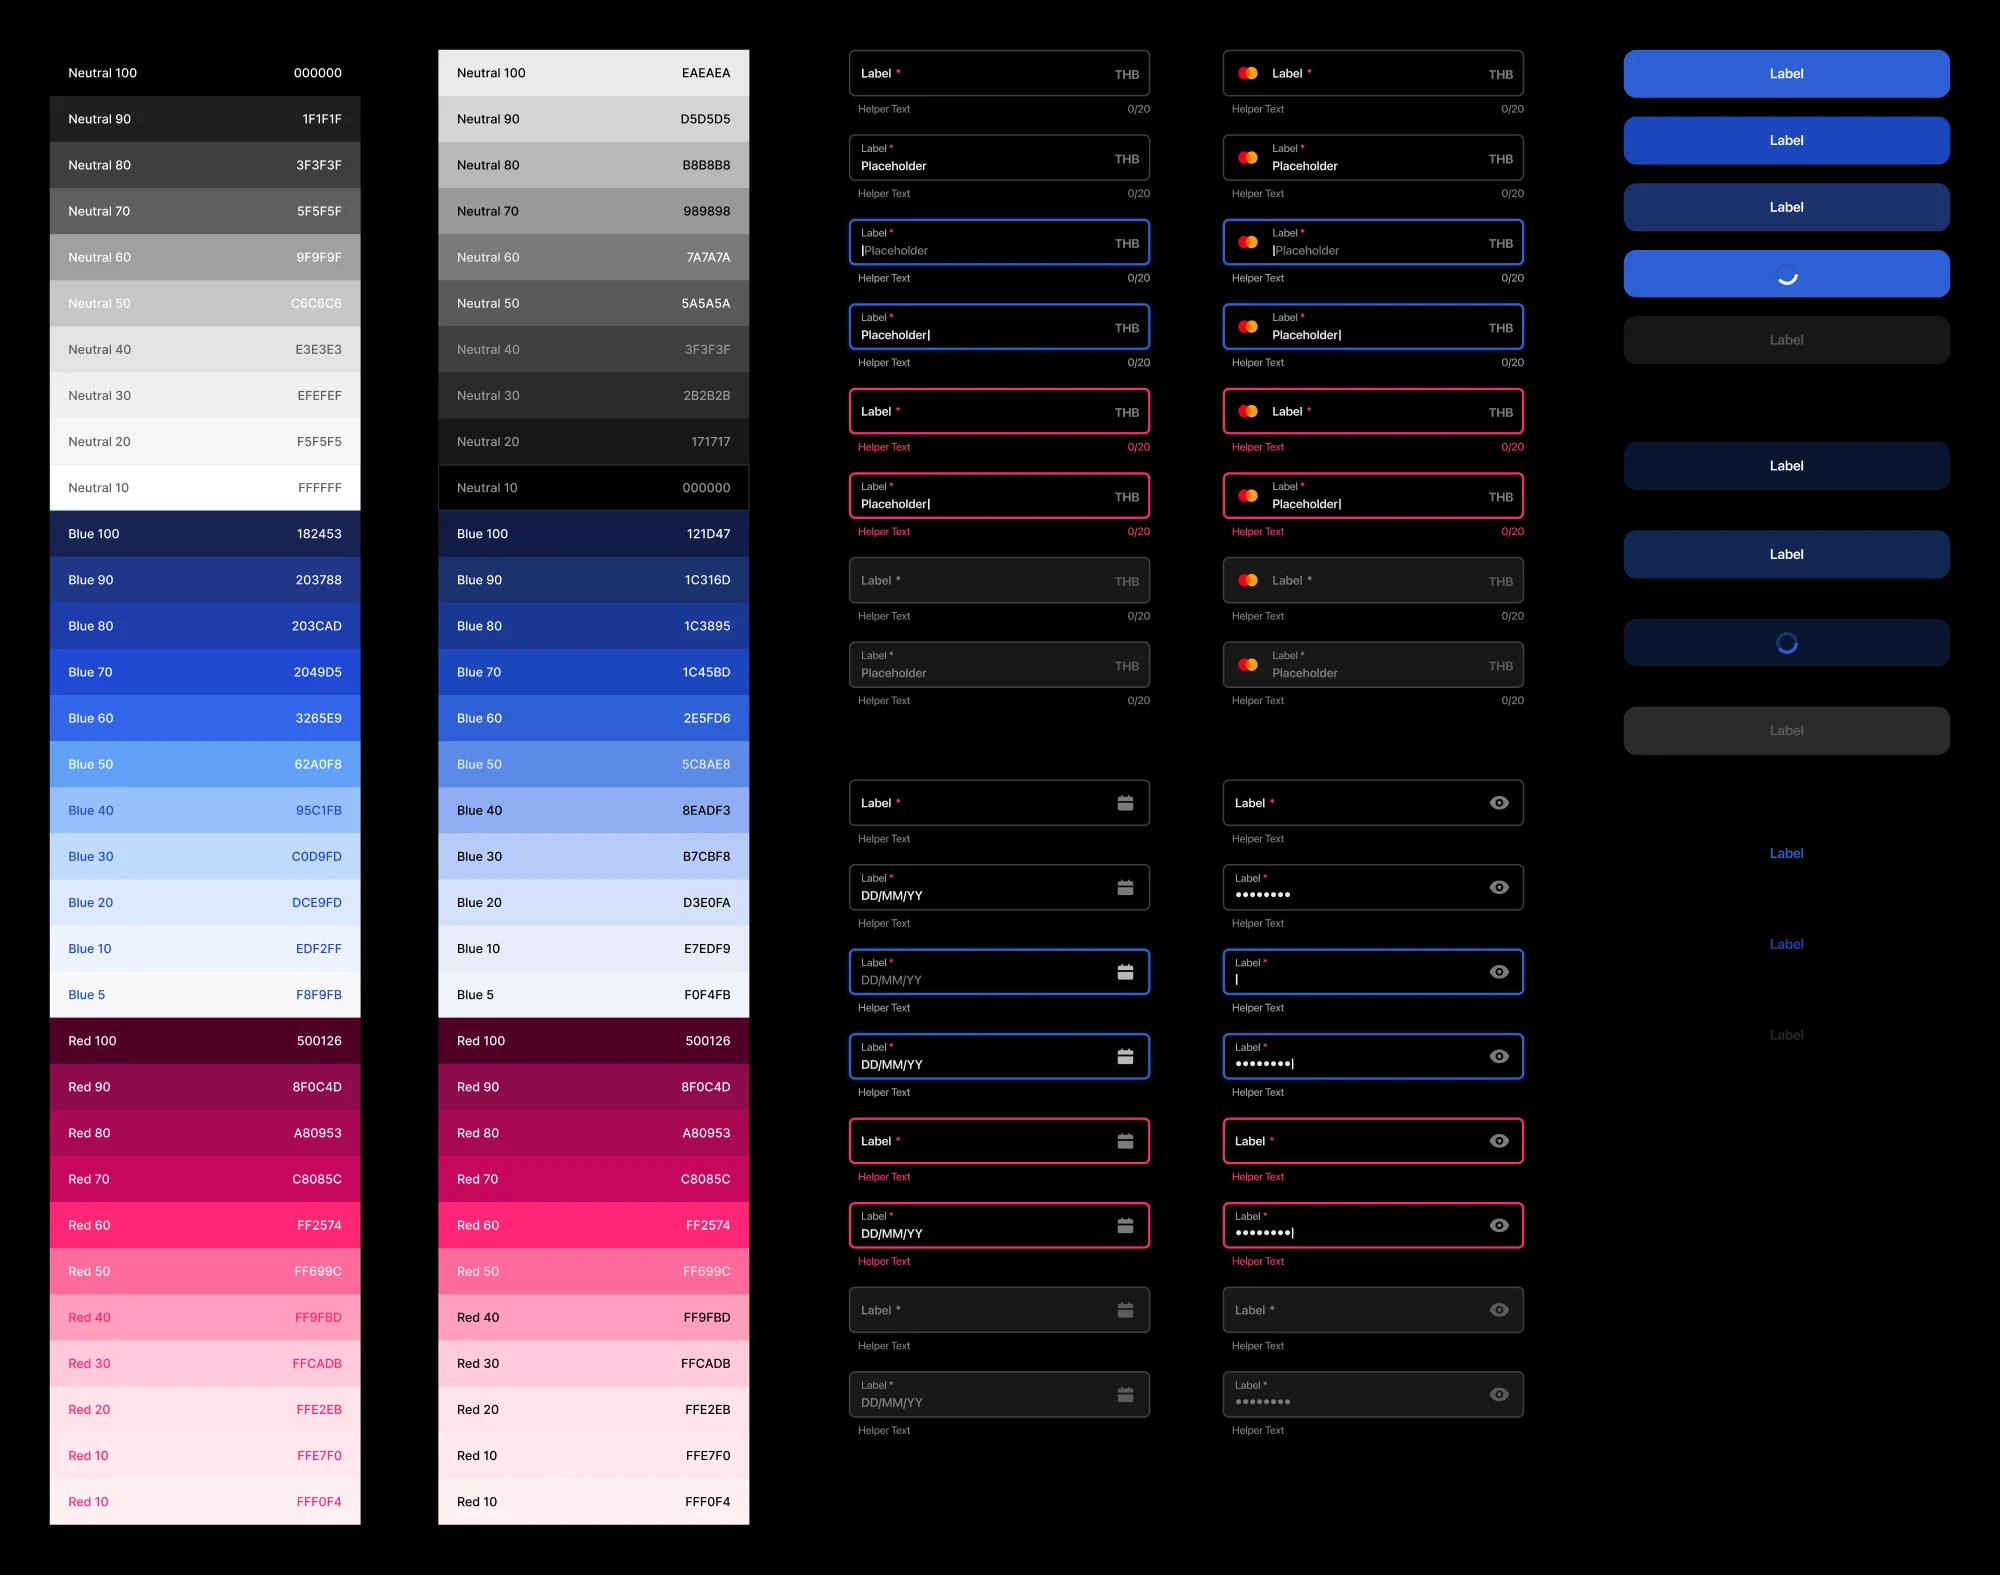 Neutral 100 000000
Neutral 90 1F1F1F
Neutral 80 3F3F3F
Neutral 70 5F5F5F
Neutral 60 9F9F9F
Neutral 50 C6C6C6
Neutral 40 E3E3E3
Neutral 30 EFEFEF
Neutral 20 F5F5F5
Neutral 10 FFFFFF
Blue 100 182453
Blue 90 203788
Blue 80 203CAD
Blue 70 2049D5
Blue 60 3265E9
Blue 50 62A0F8
Blue 40 95C1FB
Blue 30 C0D9FD
Blue 20 DCE9FD
Blue 10 EDF2FF
Blue 5 F8F9FB
Red 100 500126
Red 90 8F0C4D
Red 80 A80953
Red 70 C8085C
Red 60 FF2574
Red 50 FF699C
Red 40 FF9FBD
Red 30 FFCADB
Red 20 FFE2EB
Red 10 FFE7F0
Red 10 FFF0F4
Neutral 100 EAEAEA
Neutral 90 D5D5D5
Neutral 80 B8B8B8
Neutral 70 989898
Neutral 60 7A7A7A
Neutral 50 5A5A5A
Neutral 40 3F3F3F
Neutral 30 2B2B2B
Neutral 20 171717
Neutral 10 000000
Blue 100 121D47
Blue 90 1C316D
Blue 80 1C3895
Blue 70 1C45BD
Blue 60 2E5FD6
Blue 50 5C8AE8
Blue 40 8EADF3
Blue 30 B7CBF8
Blue 20 D3E0FA
Blue 10 E7EDF9
Blue 5 F0F4FB
Red 100 500126
Red 90 8F0C4D
Red 80 A80953
Red 70 C8085C
Red 60 FF2574
Red 50 FF699C
Red 40 FF9FBD
Red 30 FFCADB
Red 20 FFE2EB
Red 10 FFE7F0
Red 10 FFF0F4
Label * THB
Helper Text 0/20
Label *
Placeholder THB
Helper Text 0/20
Label *
Placeholder THB
Helper Text 0/20
Label *
Placeholder THB
Helper Text 0/20
Label * THB
Helper Text 0/20
Label *
Placeholder THB
Helper Text 0/20
Label * THB
Helper Text 0/20
Label *
Placeholder THB
Helper Text 0/20
Label *
Helper Text
Label *
DD/MM/YY
Helper Text
Label *
DD/MM/YY
Helper Text
Label *
DD/MM/YY
Helper Text
Label *
Helper Text
Label *
DD/MM/YY
Helper Text
Label *
Helper Text
Label *
DD/MM/YY
Helper Text
Label * THB
Helper Text 0/20
Label *
Placeholder THB
Helper Text 0/20
Label *
Placeholder THB
Helper Text 0/20
Label *
Placeholder THB
Helper Text 0/20
Label * THB
Helper Text 0/20
Label *
Placeholder THB
Helper Text 0/20
Label * THB
Helper Text 0/20
Label *
Placeholder THB
Helper Text 0/20
Label *
Helper Text
Label *
••••••••
Helper Text
Label *
Helper Text
Label *
••••••••
Helper Text
Label *
Helper Text
Label *
••••••••
Helper Text
Label *
Helper Text
Label *
••••••••
Helper Text
Label
Label
Label
Label
Label
Label
Label
Label
Label
Label